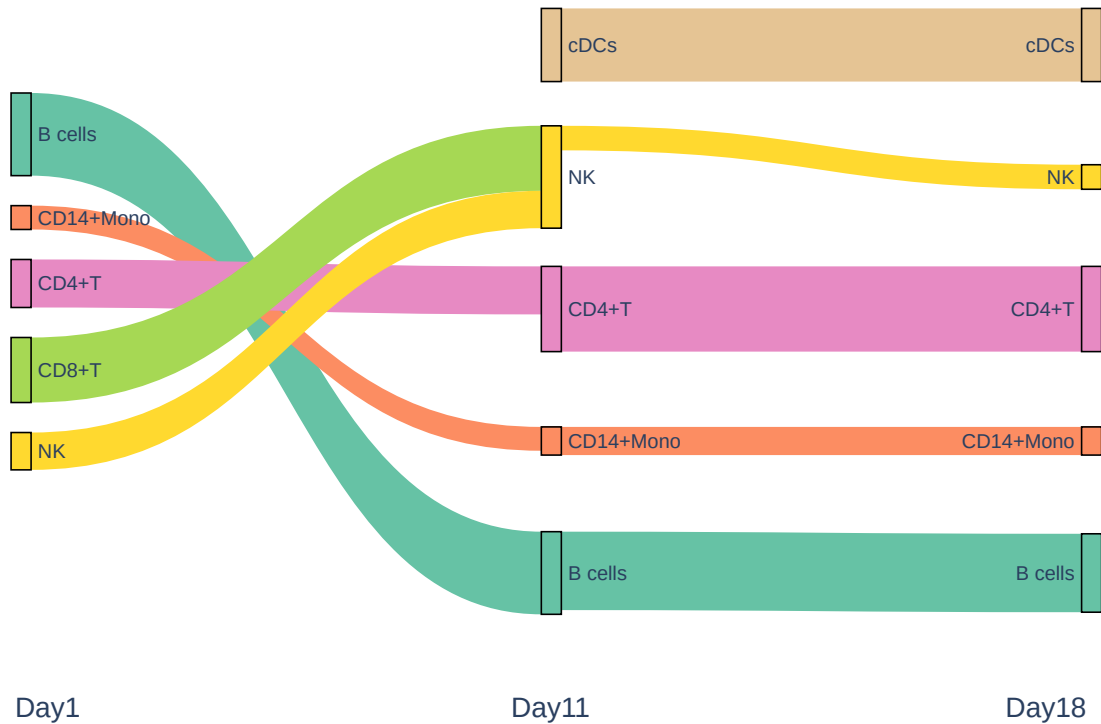 cDCs
cDCs
B cells
NK
NK
CD14+Mono
CD4+T
CD4+T
CD4+T
CD8+T
NK
CD14+Mono
CD14+Mono
B cells
B cells
Day1
Day11
Day18